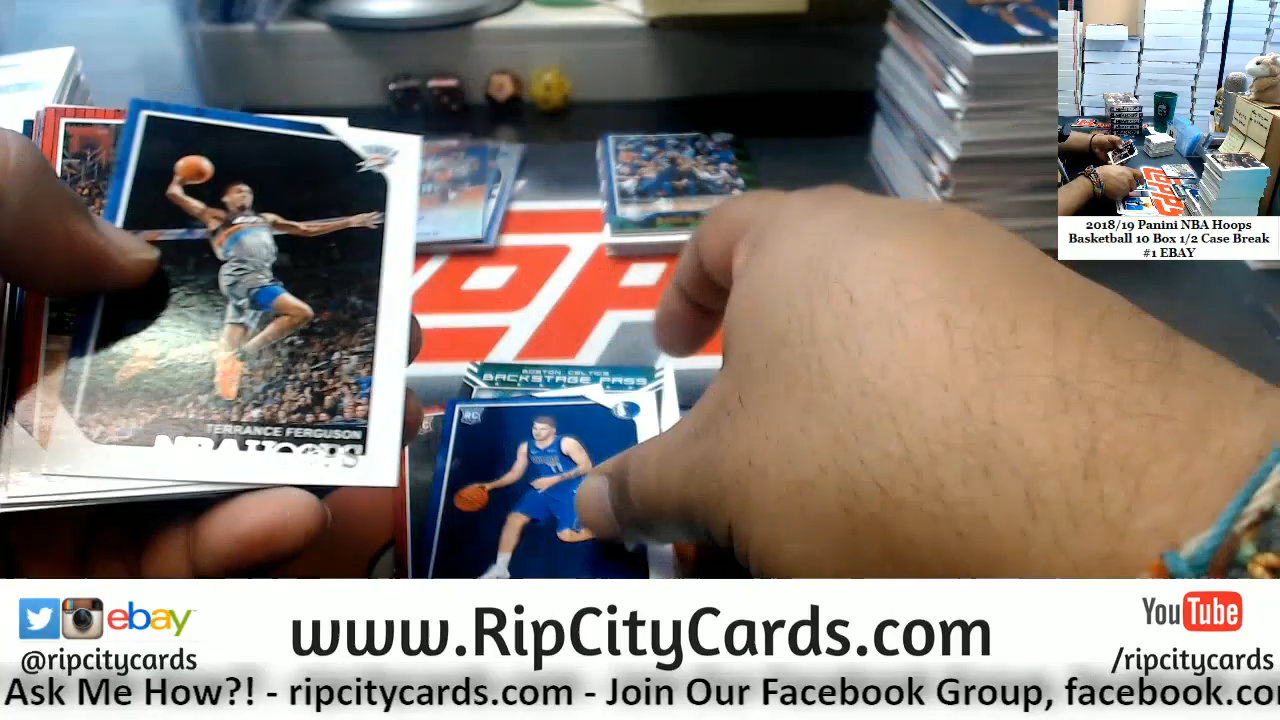 TERRANCE FERGUSON
NBA HOOPS
BOSTON CELTICS
BACKSTAGE PASS
RC
2018/19 Panini NBA Hoops
Basketball 10 Box 1/2 Case Break
#1 EBAY
ebay
@ripcitycards
www.RipCityCards.com
YouTube
/ripcitycards
Ask Me How?! - ripcitycards.com - Join Our Facebook Group, facebook.co